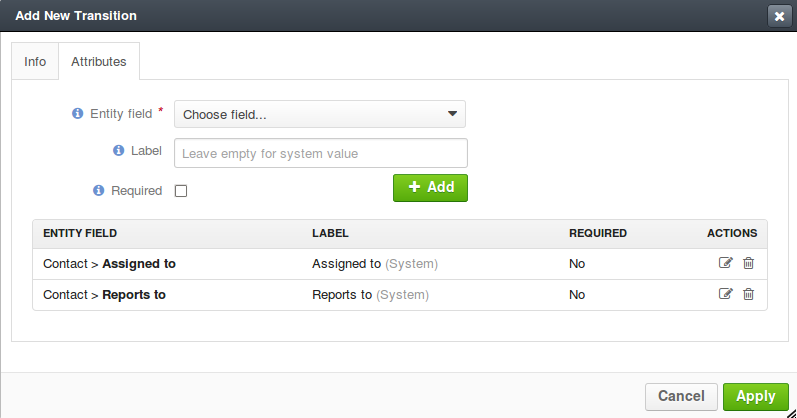 Add New Transition
Info Attributes
Entity field * Choose field...
Label Leave empty for system value
Required
+ Add
ENTITY FIELD LABEL REQUIRED ACTIONS
Contact > Assigned to Assigned to (System) No
Contact > Reports to Reports to (System) No
Cancel Apply